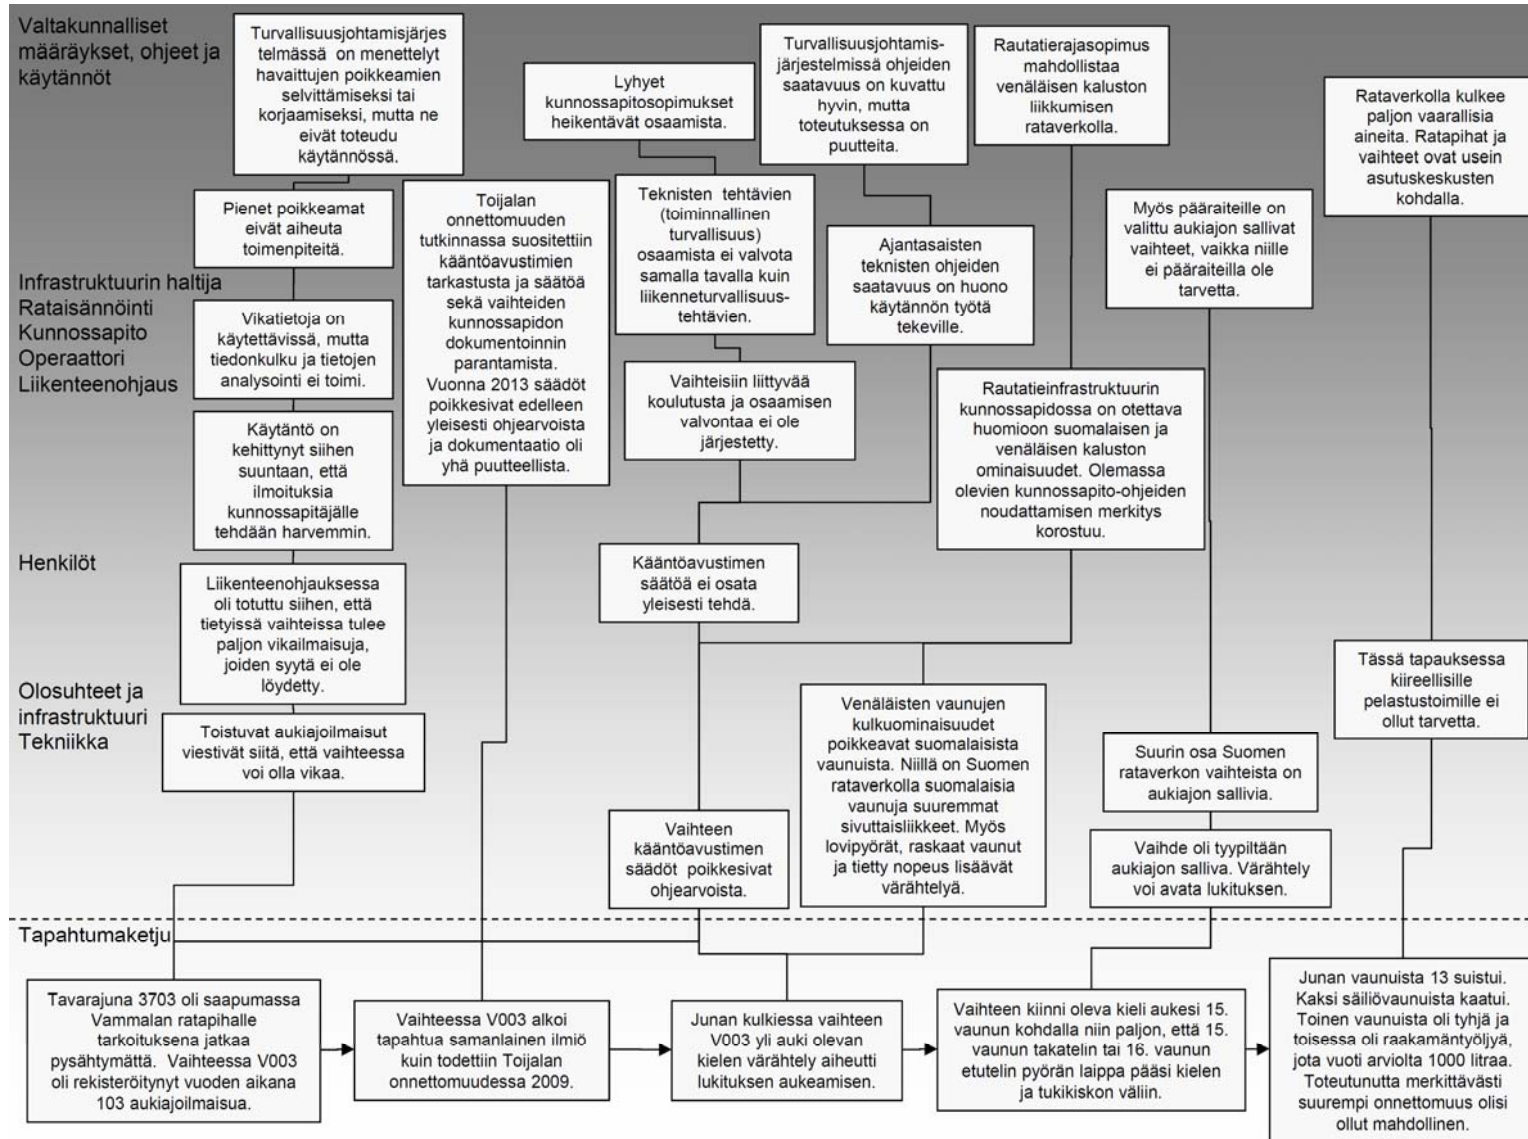 Valtakunnalliset
määräykset, ohjeet ja
käytännöt
Turvallisuusjohtamisjärjes
telmässä on menettelyt
havaittujen poikkeamien
selvittämiseksi tai
korjaamiseksi, mutta ne
eivät toteudu
käytännössä.
Lyhyet
kunnossapitosopimukset
heikentävät osaamista.
Turvallisuusjohtamis-
järjestelmissä ohjeiden
saatavuus on kuvattu
hyvin, mutta
toteutuksessa on
puutteita.
Rautatierajasopimus
mahdollistaa
venäläisen kaluston
liikkumisen
rataverkolla.
Rataverkolla kulkee
paljon vaarallisia
aineita. Ratapihat ja
vaihteet ovat usein
asutuskeskusten
kohdalla.
Pienet poikkeamat
eivät aiheuta
toimenpiteitä.
Toijalan
onnettomuuden
tutkinnassa suositettiin
kääntöavustimien
tarkastusta ja säätöä
sekä vaihteiden
kunnossapidon
dokumentoinnin
parantamista.
Vuonna 2013 säädöt
poikkesivat edelleen
yleisesti ohjearvoista
ja dokumentaatio oli
yhä puutteellista.
Teknisten tehtävien
(toiminnallinen
turvallisuus)
osaamista ei valvota
samalla tavalla kuin
liikenneturvallisuus-
tehtävien.
Ajantasaisten
teknisten ohjeiden
saatavuus on huono
käytännön työtä
tekeville.
Myös pääraiteille on
valittu aukiajon sallivat
vaihteet, vaikka niille
ei pääraiteilla ole
tarvetta.
Infrastruktuurin haltija
Rataisännöinti
Kunnossapito
Operaattori
Liikenteenohjaus
Vikatietoja on
käytettävissä, mutta
tiedonkulku ja tietojen
analysointi ei toimi.
Vaihteisiin liittyvää
koulutusta ja osaamisen
valvontaa ei ole
järjestetty.
Rautatieinfrastruktuurin
kunnossapidossa on otettava
huomioon suomalaisen ja
venäläisen kaluston
ominaisuudet. Olemassa
olevien kunnossapito-ohjeiden
noudattamisen merkitys
korostuu.
Käytäntö on
kehittynyt siihen
suuntaan, että
ilmoituksia
kunnossapitäjälle
tehdään harvemmin.
Henkilöt
Liikenteenohjauksessa
oli totuttu siihen, että
tietyissä vaihteissa tulee
paljon vikailmaisuja,
joiden syytä ei ole
löydetty.
Kääntöavustimen
säätöä ei osata
yleisesti tehdä.
Tässä tapauksessa
kiireellisille
pelastustoimille ei
ollut tarvetta.
Olosuhteet ja
infrastruktuuri
Tekniikka
Toistuvat aukiajoilmaisut
viestivät siitä, että vaihteessa
voi olla vikaa.
Venäläisten vaunujen
kulkuominaisuudet
poikkeavat suomalaisista
vaunuista. Niillä on Suomen
rataverkolla suomalaisia
vaunuja suuremmat
sivuttaisliikkeet. Myös
lovipyörät, raskaat vaunut
ja tietty nopeus lisäävät
värähtelyä.
Suurin osa Suomen
rataverkon vaihteista on
aukiajon sallivia.
Vaihteen
kääntöavustimen
säädöt poikkesivat
ohjearvoista.
Vaihde oli tyypiltään
aukiajon salliva. Värähtely
voi avata lukituksen.
Tapahtumaketju
Tavarajuna 3703 oli saapumassa
Vammalan ratapihalle
tarkoituksena jatkaa
pysähtymättä. Vaihteessa V003
oli rekisteröitynyt vuoden aikana
103 aukiajoilmaisua.
Vaihteessa V003 alkoi
tapahtua samanlainen ilmiö
kuin todettiin Toijalan
onnettomuudessa 2009.
Junan kulkiessa vaihteen
V003 yli auki olevan
kielen värähtely aiheutti
lukituksen aukeamisen.
Vaihteen kiinni oleva kieli aukesi 15.
vaunun kohdalla niin paljon, että 15.
vaunun takatelin tai 16. vaunun
etutelin pyörän laippa pääsi kielen
ja tukikiskon väliin.
Junan vaunuista 13 suistui.
Kaksi säiliövaunuista kaatui.
Toinen vaunuista oli tyhjä ja
toisessa oli raakamäntyöljyä,
jota vuoti arviolta 1000 litraa.
Toteutunutta merkittävästi
suurempi onnettomuus olisi
ollut mahdollinen.